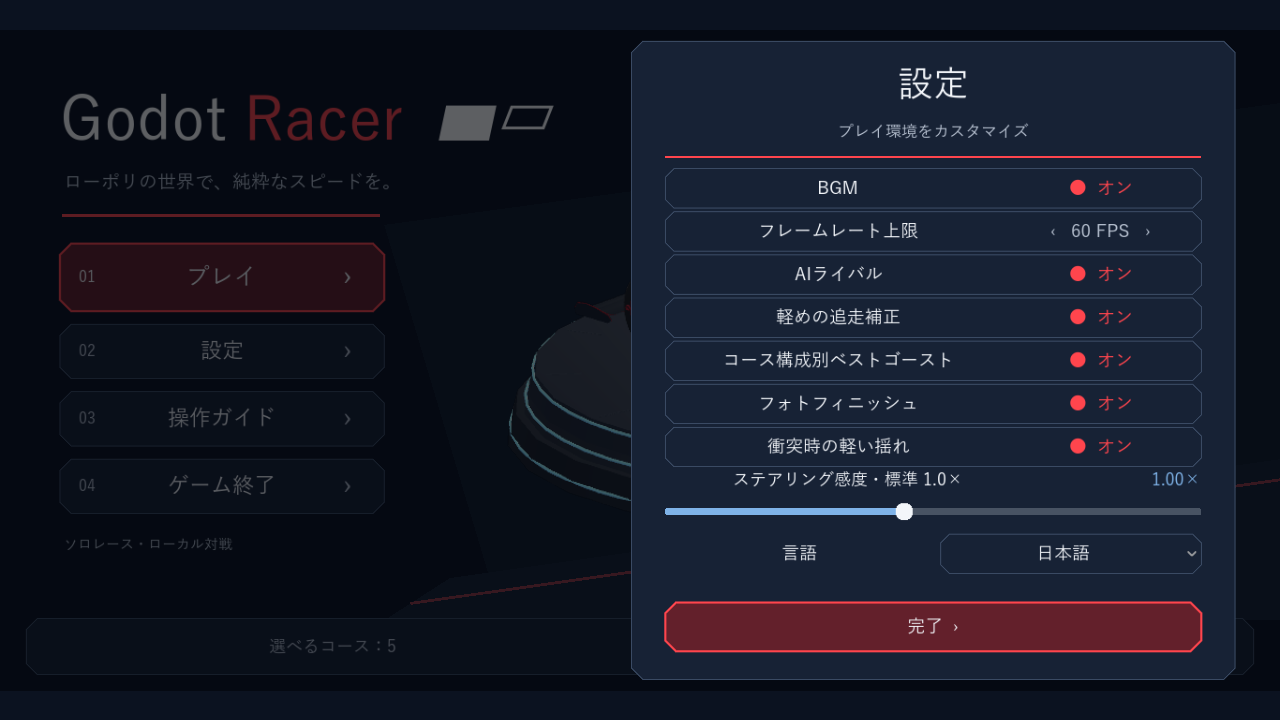 Godot Racer
ローポリの世界で、純粋なスピードを。
01 プレイ ›
02 設定 ›
03 操作ガイド ›
04 ゲーム終了 ›
ソロレース・ローカル対戦
選べるコース：5
設定
プレイ環境をカスタマイズ
BGM オン
フレームレート上限 ‹ 60 FPS ›
AIライバル オン
軽めの追走補正 オン
コース構成別ベストゴースト オン
フォトフィニッシュ オン
衝突時の軽い揺れ オン
ステアリング感度・標準 1.0× 1.00×
言語 日本語
完了 ›